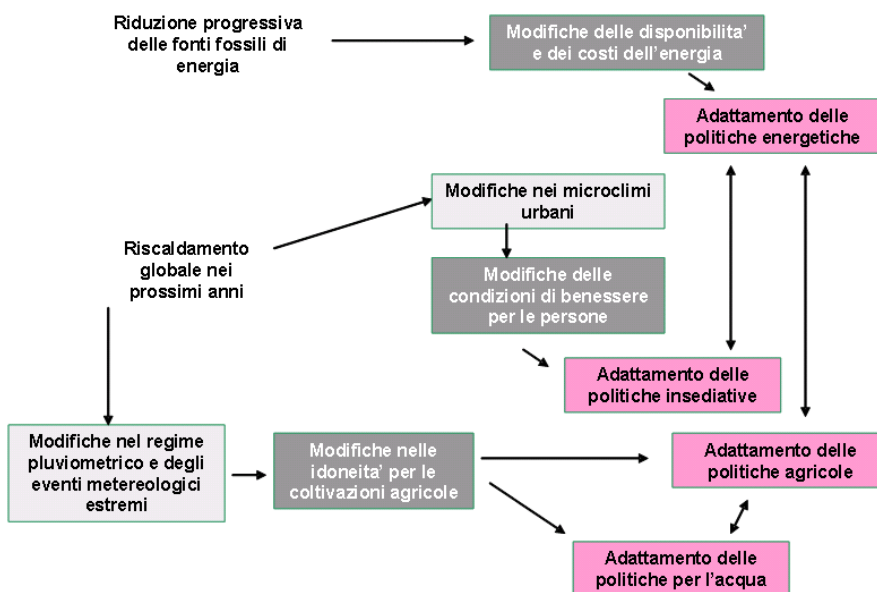 Riduzione progressiva
delle fonti fossili di
energia
Modifiche delle disponibilita'
e dei costi dell'energia
Adattamento delle
politiche energetiche
Modifiche nei microclimi
urbani
Riscaldamento
globale nei
prossimi anni
Modifiche delle
condizioni di benessere
per le persone
Adattamento delle
politiche insediative
Modifiche nel regime
pluviometrico e degli
eventi metereologici
estremi
Modifiche nelle
idoneita' per le
coltivazioni agricole
Adattamento delle
politiche agricole
Adattamento delle
politiche per l'acqua